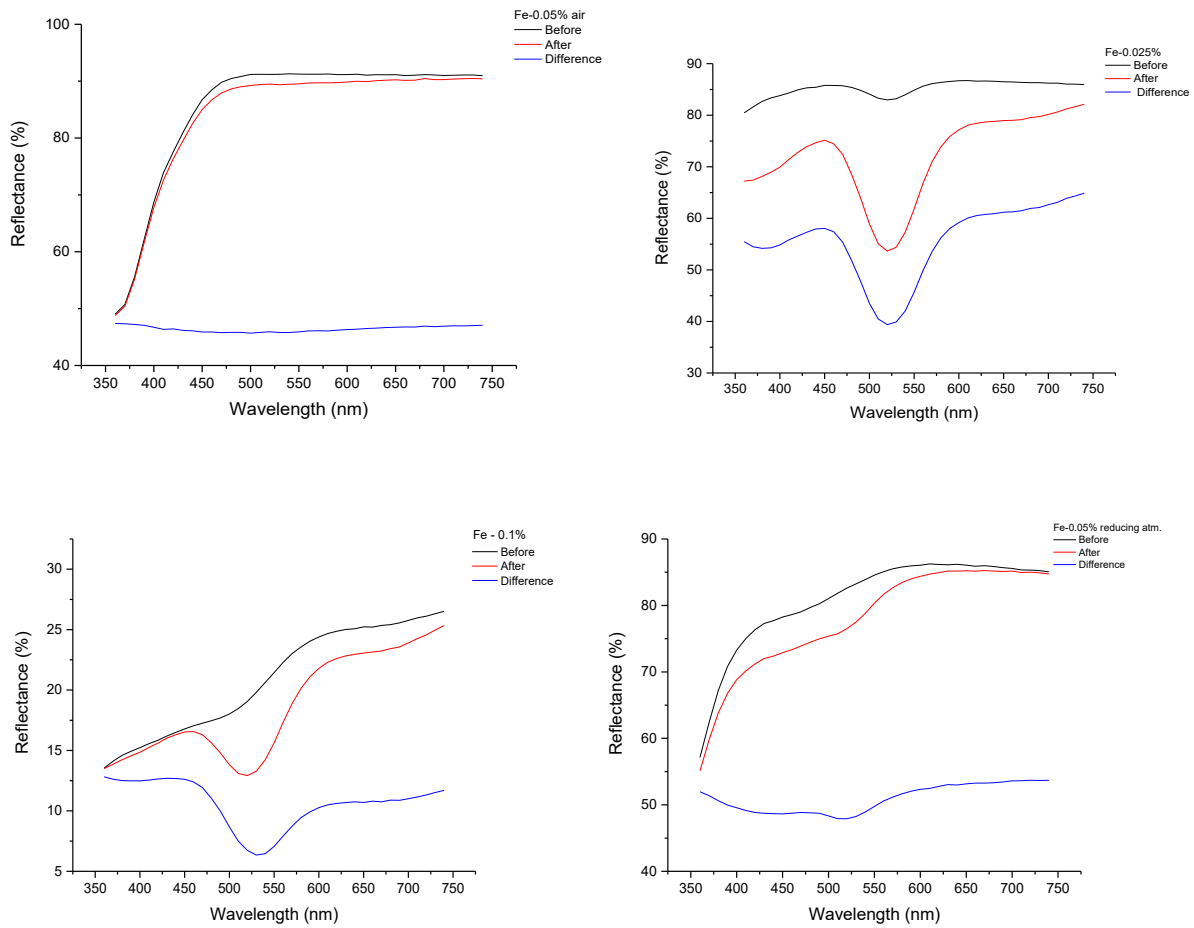 Fe-0.05% air
Before
After
Difference
100
80
60
40
Reflectance (%)
350 400 450 500 550 600 650 700 750
Wavelength (nm)
Fe-0.025%
Before
After
Difference
90
80
70
60
50
40
30
Reflectance (%)
350 400 450 500 550 600 650 700 750
Wavelength (nm)
Fe - 0.1%
Before
After
Difference
30
25
20
15
10
5
Reflectance (%)
350 400 450 500 550 600 650 700 750
Wavelength (nm)
Fe-0.05% reducing atm.
Before
After
Difference
90
80
70
60
50
40
Reflectance (%)
350 400 450 500 550 600 650 700 750
Wavelength (nm)